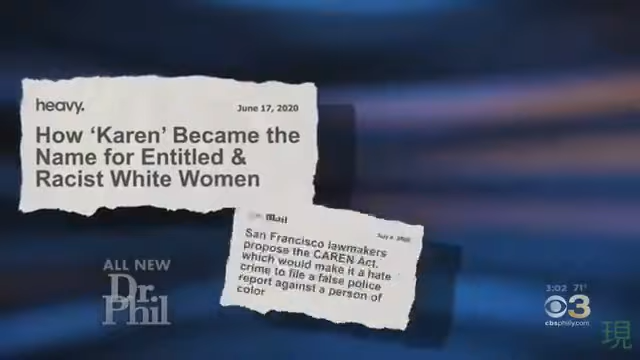 heavy.
June 17, 2020
How ‘Karen’ Became the
Name for Entitled &
Racist White Women
Mail
San Francisco lawmakers
propose the CAREN Act,
which would make it a hate
crime to file a false police
report against a person of
color
ALL NEW
Dr.
Phil
3:02 71°
3
cbsphilly.com
現